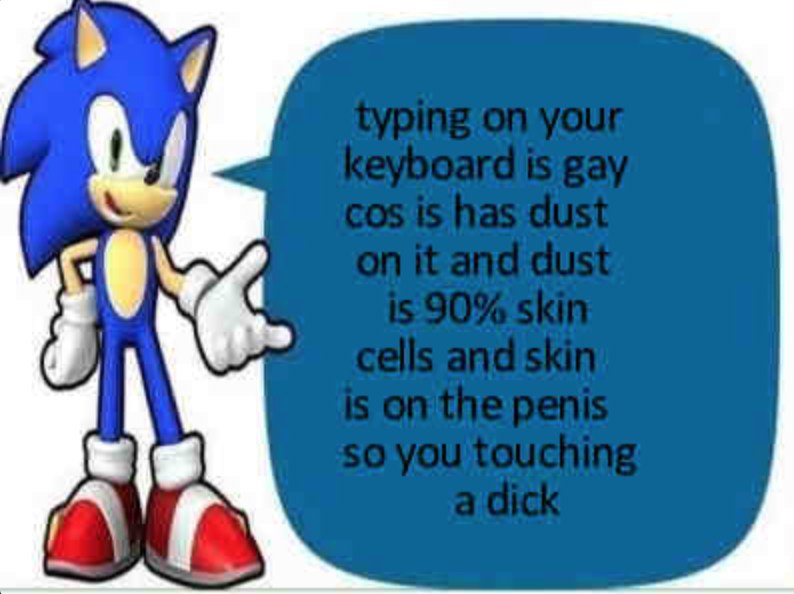 typing on your
keyboard is gay
cos is has dust
on it and dust
is 90% skin
cells and skin
is on the penis
so you touching
a dick